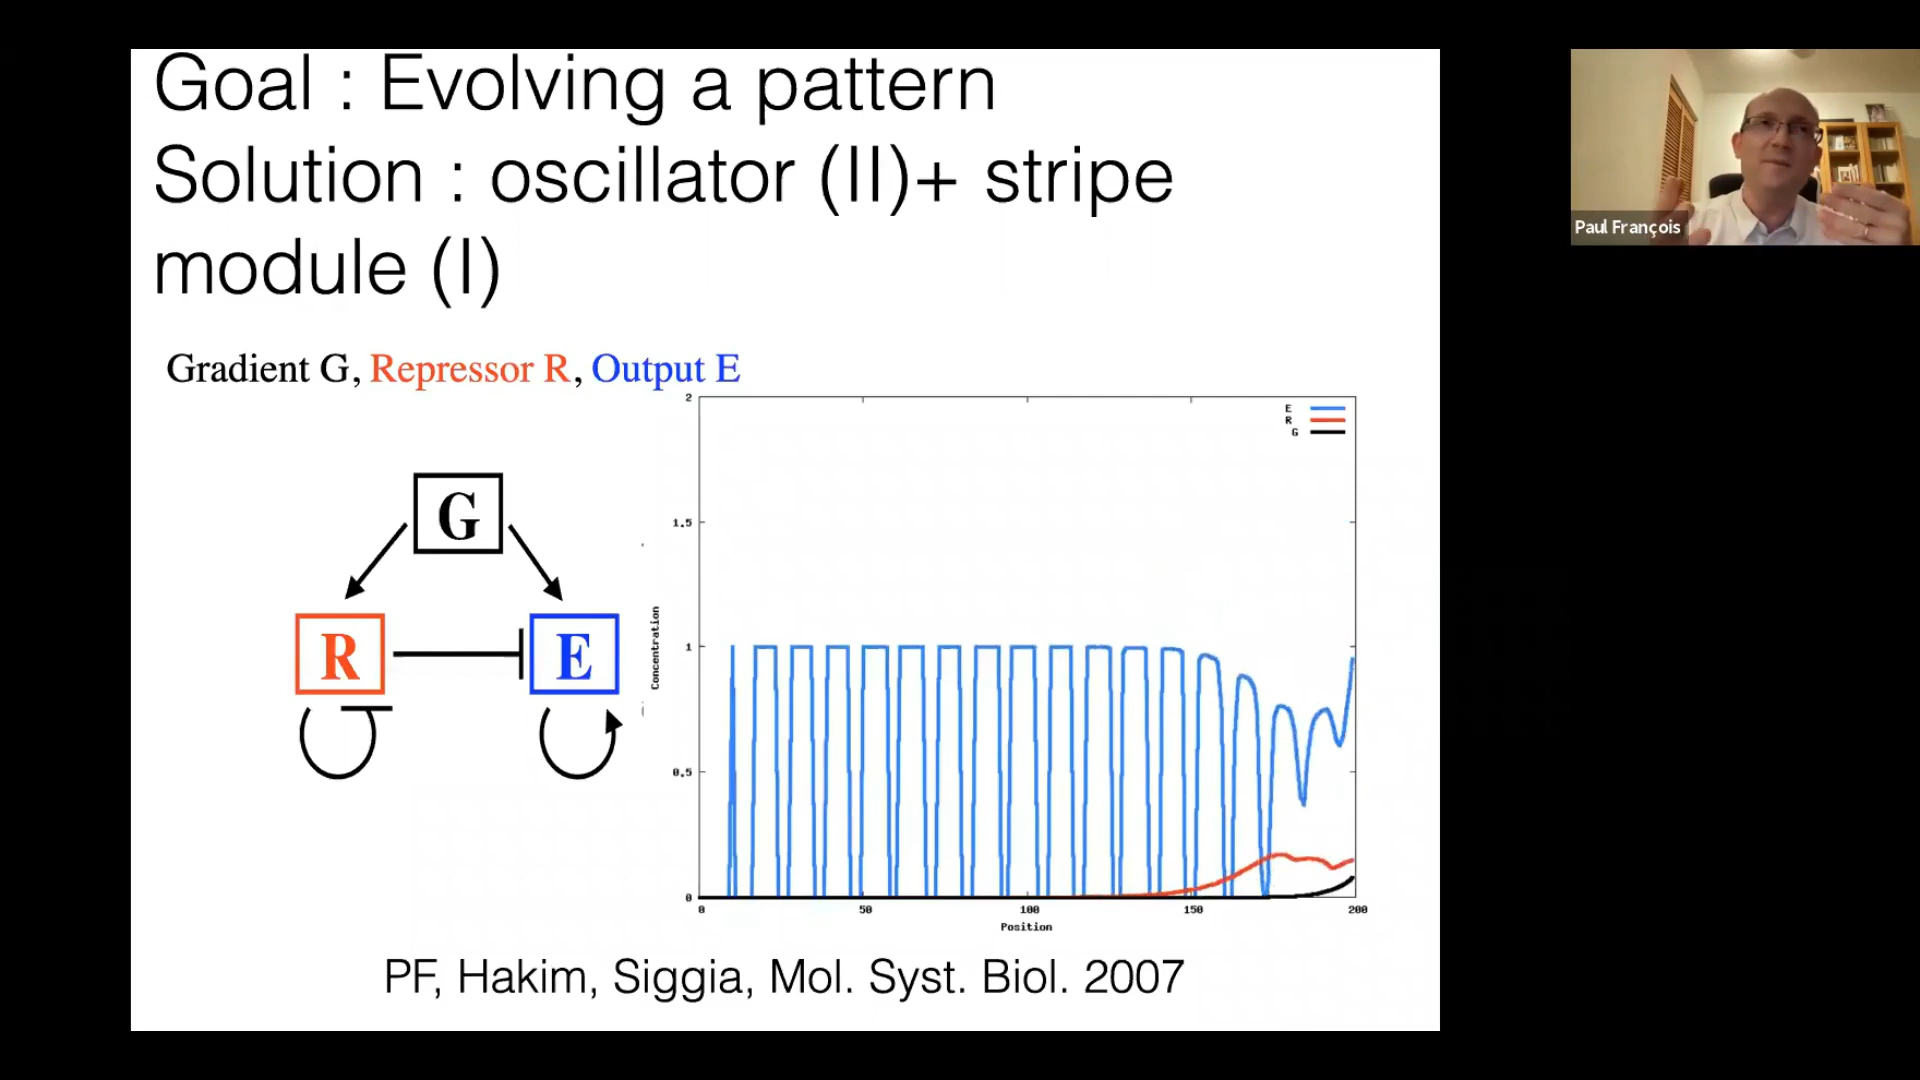 Goal : Evolving a pattern
Solution : oscillator (II)+ stripe
module (I)
Paul François
Gradient G, Repressor R, Output E
G
R
E
2
1.5
1
0.5
0
Concentration
E
R
G
0
50
100
150
200
Position
PF, Hakim, Siggia, Mol. Syst. Biol. 2007